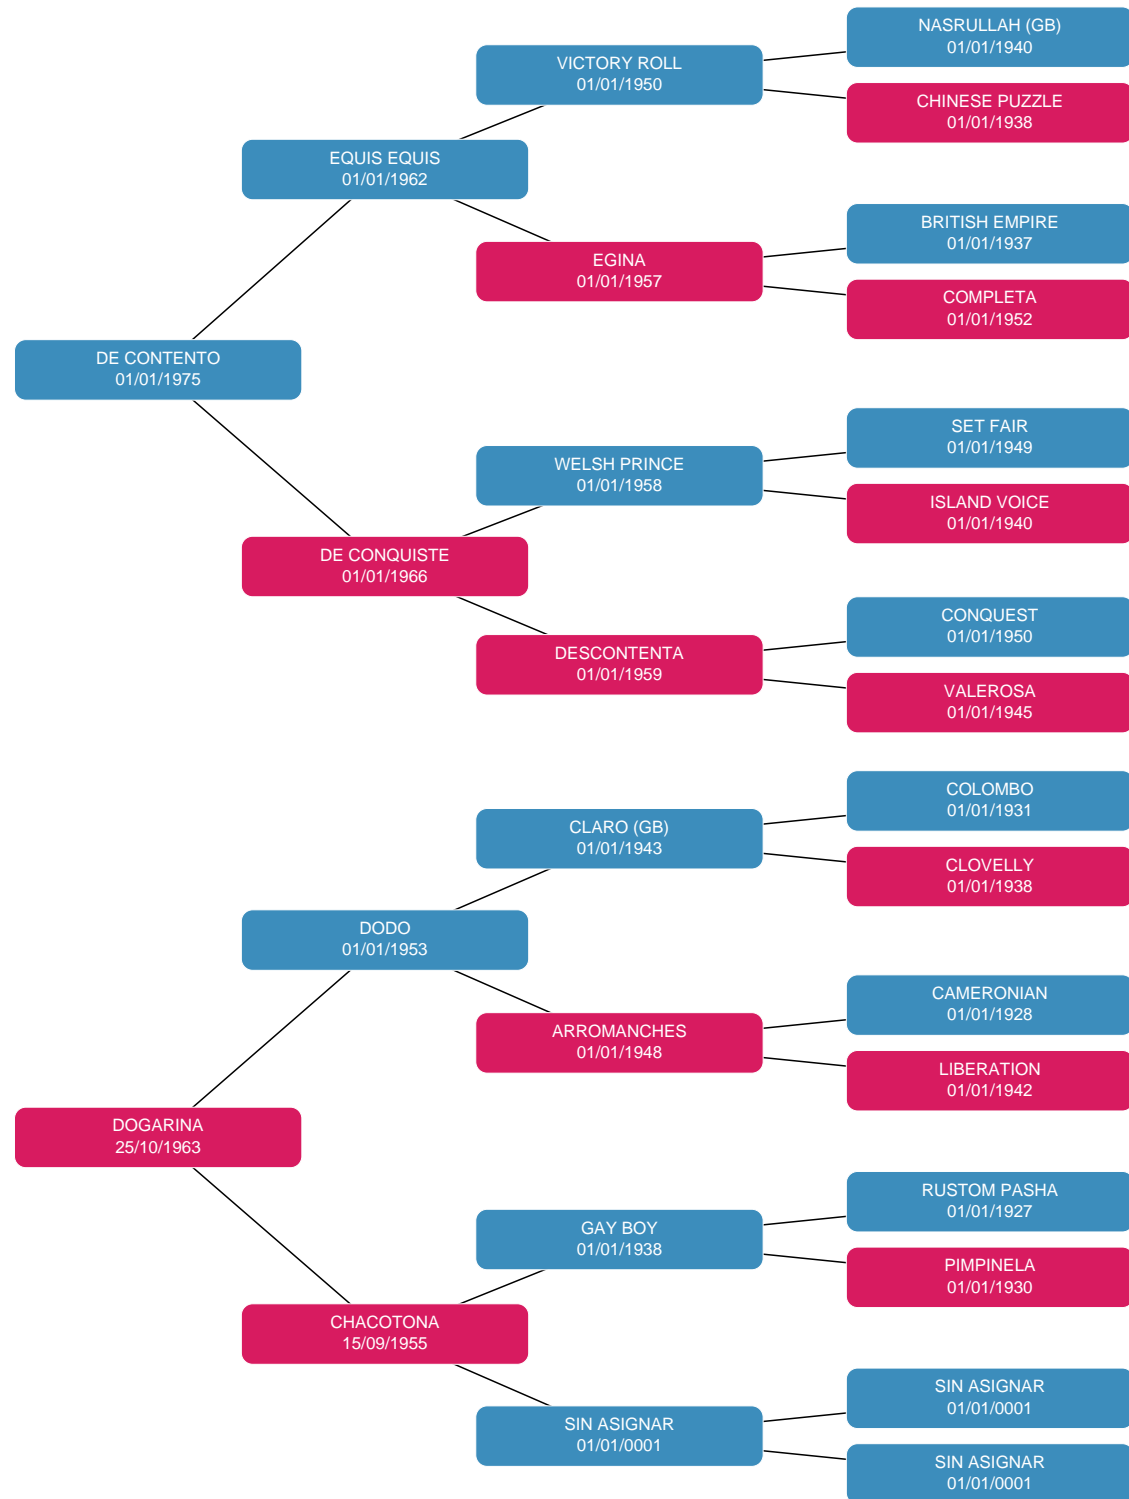 NASRULLAH (GB)
01/01/1940
VICTORY ROLL
01/01/1950
CHINESE PUZZLE
01/01/1938
EQUIS EQUIS
01/01/1962
BRITISH EMPIRE
01/01/1937
EGINA
01/01/1957
COMPLETA
01/01/1952
DE CONTENTO
01/01/1975
SET FAIR
01/01/1949
WELSH PRINCE
01/01/1958
ISLAND VOICE
01/01/1940
DE CONQUISTE
01/01/1966
CONQUEST
01/01/1950
DESCONTENTA
01/01/1959
VALEROSA
01/01/1945
COLOMBO
01/01/1931
CLARO (GB)
01/01/1943
CLOVELLY
01/01/1938
DODO
01/01/1953
CAMERONIAN
01/01/1928
ARROMANCHES
01/01/1948
LIBERATION
01/01/1942
DOGARINA
25/10/1963
RUSTOM PASHA
01/01/1927
GAY BOY
01/01/1938
PIMPINELA
01/01/1930
CHACOTONA
15/09/1955
SIN ASIGNAR
01/01/0001
SIN ASIGNAR
01/01/0001
SIN ASIGNAR
01/01/0001